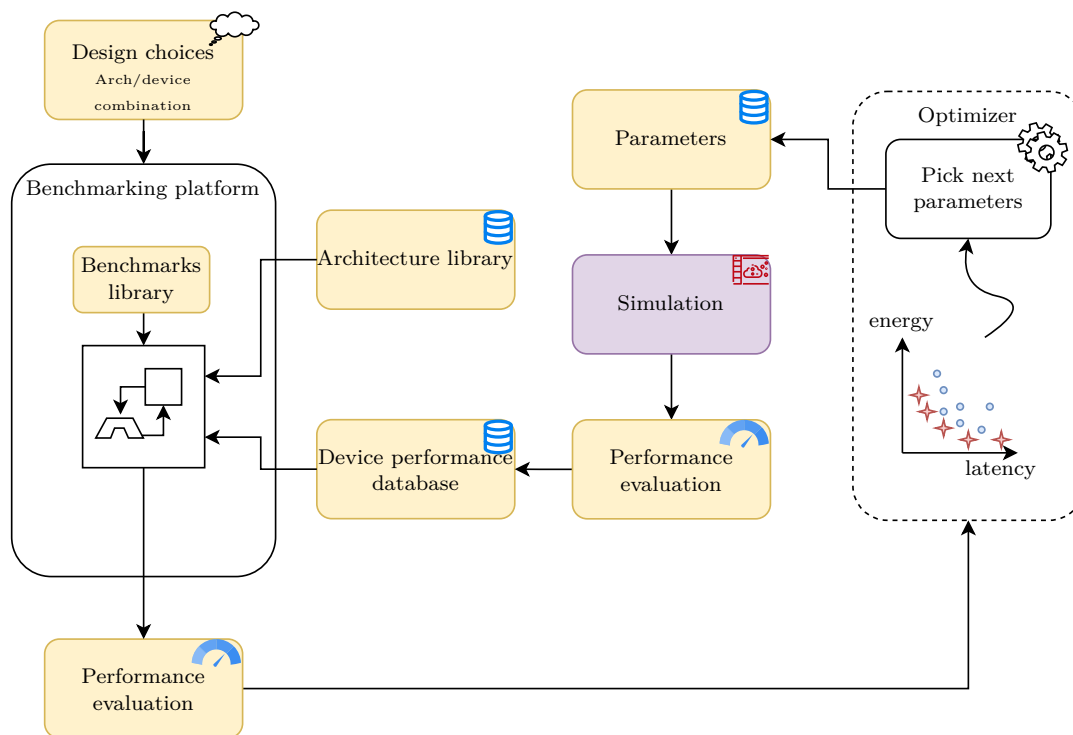 Design choices
Arch/device
combination
Benchmarking platform
Benchmarks
library
Architecture library
Device performance
database
Parameters
Simulation
Performance
evaluation
Optimizer
Pick next
parameters
energy
latency
Performance
evaluation